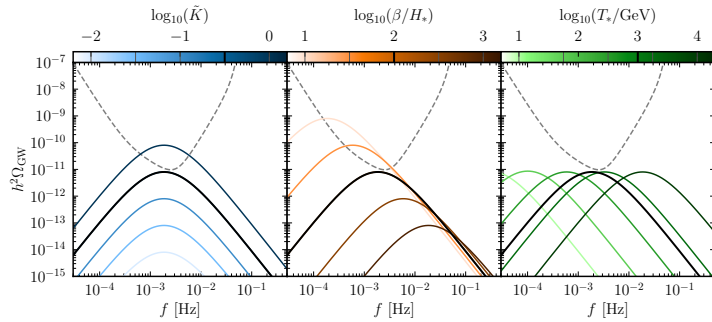 log₁₀(K̃) log₁₀(β/H∗) log₁₀(T∗/GeV)
−2 −1 0 1 2 3 1 2 3 4
10⁻⁷
10⁻⁸
10⁻⁹
10⁻¹⁰
10⁻¹¹
10⁻¹²
10⁻¹³
10⁻¹⁴
10⁻¹⁵
h²Ω_GW
10⁻⁴ 10⁻³ 10⁻² 10⁻¹ 10⁻⁴ 10⁻³ 10⁻² 10⁻¹ 10⁻⁴ 10⁻³ 10⁻² 10⁻¹
f [Hz] f [Hz] f [Hz]